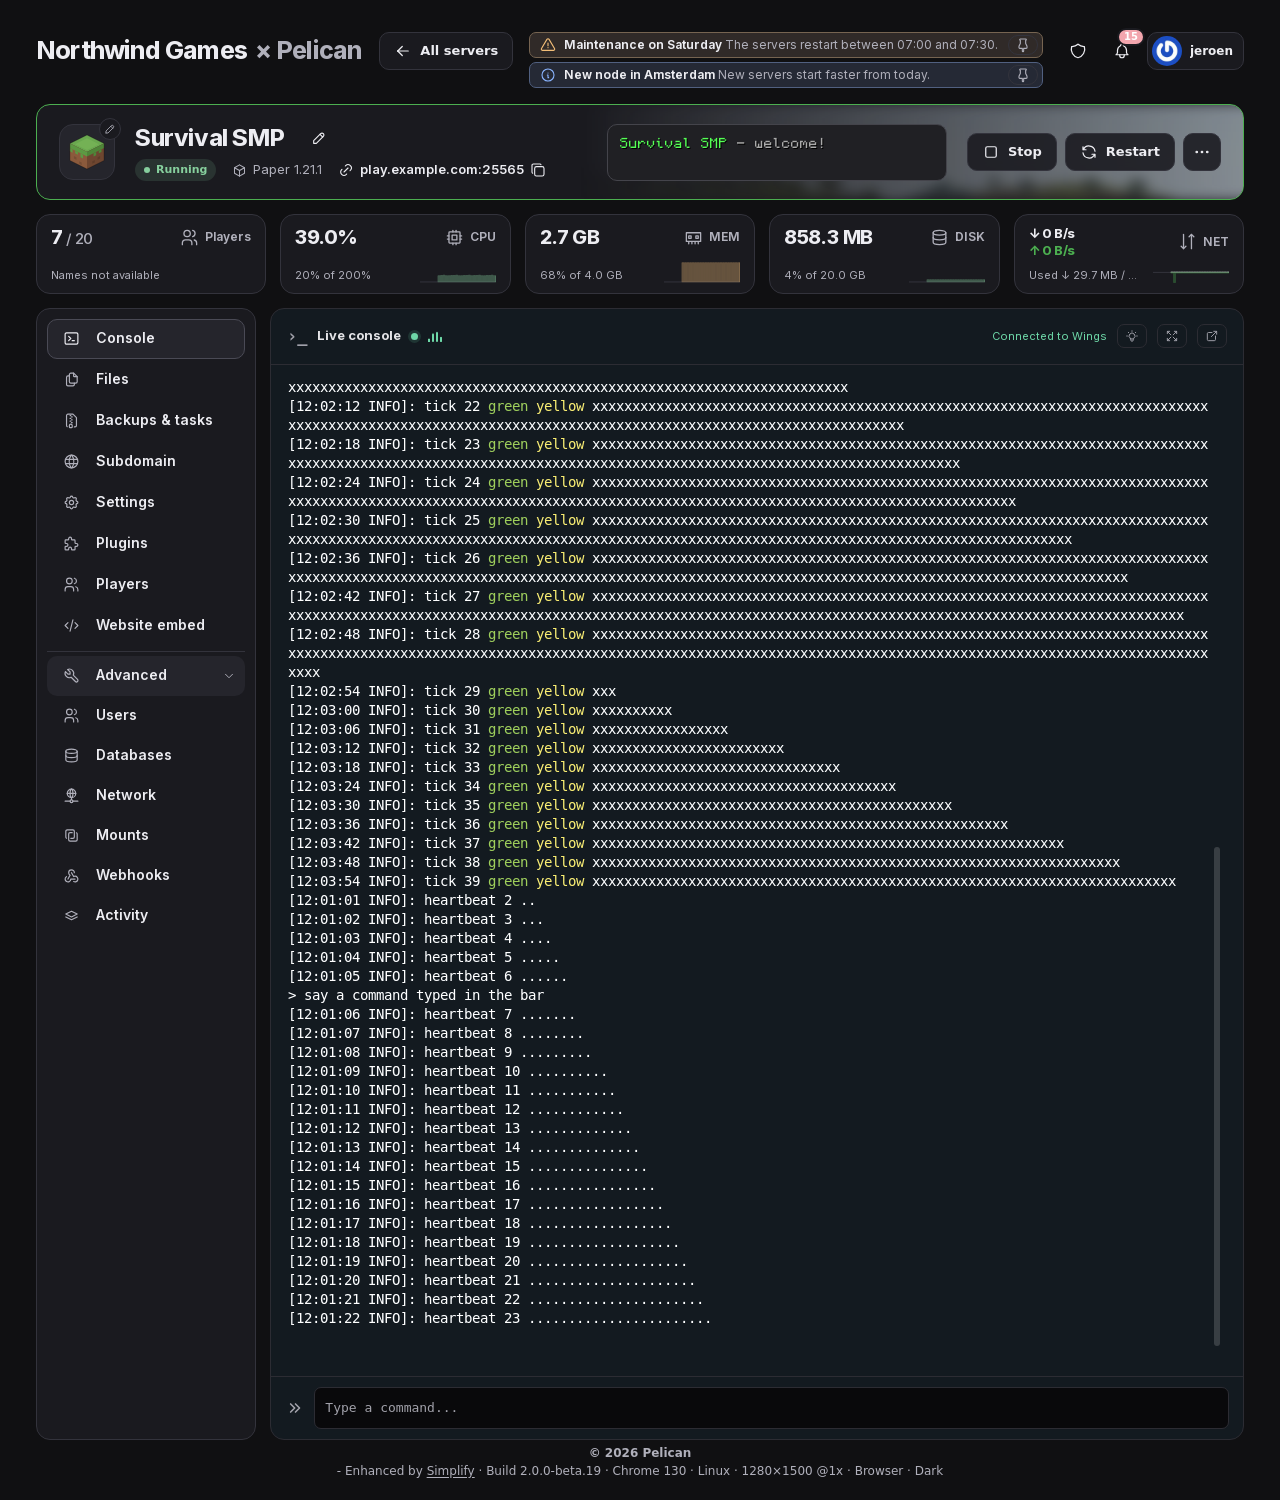 Northwind Games × Pelican
All servers
Maintenance on Saturday The servers restart between 07:00 and 07:30.
New node in Amsterdam New servers start faster from today.
15
jeroen
Survival SMP
Running
Paper 1.21.1
play.example.com:25565
Survival SMP - welcome!
Stop
Restart
7 / 20
Players
Names not available
39.0%
CPU
20% of 200%
2.7 GB
MEM
68% of 4.0 GB
858.3 MB
DISK
4% of 20.0 GB
↓ 0 B/s
↑ 0 B/s
NET
Used ↓ 29.7 MB / ...
Console
Files
Backups & tasks
Subdomain
Settings
Plugins
Players
Website embed
Advanced
Users
Databases
Network
Mounts
Webhooks
Activity
Live console
Connected to Wings
xxxxxxxxxxxxxxxxxxxxxxxxxxxxxxxxxxxxxxxxxxxxxxxxxxxxxxxxxxxxxxxxxxxxxx
[12:02:12 INFO]: tick 22 green yellow xxxxxxxxxxxxxxxxxxxxxxxxxxxxxxxxxxxxxxxxxxxxxxxxxxxxxxxxxxxxxxxxxxxxxxxxxxxxx
xxxxxxxxxxxxxxxxxxxxxxxxxxxxxxxxxxxxxxxxxxxxxxxxxxxxxxxxxxxxxxxxxxxxxxxxxxxxx
[12:02:18 INFO]: tick 23 green yellow xxxxxxxxxxxxxxxxxxxxxxxxxxxxxxxxxxxxxxxxxxxxxxxxxxxxxxxxxxxxxxxxxxxxxxxxxxxxx
xxxxxxxxxxxxxxxxxxxxxxxxxxxxxxxxxxxxxxxxxxxxxxxxxxxxxxxxxxxxxxxxxxxxxxxxxxxxxxxxxxxx
[12:02:24 INFO]: tick 24 green yellow xxxxxxxxxxxxxxxxxxxxxxxxxxxxxxxxxxxxxxxxxxxxxxxxxxxxxxxxxxxxxxxxxxxxxxxxxxxxx
xxxxxxxxxxxxxxxxxxxxxxxxxxxxxxxxxxxxxxxxxxxxxxxxxxxxxxxxxxxxxxxxxxxxxxxxxxxxxxxxxxxxxxxxxxx
[12:02:30 INFO]: tick 25 green yellow xxxxxxxxxxxxxxxxxxxxxxxxxxxxxxxxxxxxxxxxxxxxxxxxxxxxxxxxxxxxxxxxxxxxxxxxxxxxx
xxxxxxxxxxxxxxxxxxxxxxxxxxxxxxxxxxxxxxxxxxxxxxxxxxxxxxxxxxxxxxxxxxxxxxxxxxxxxxxxxxxxxxxxxxxxxxxxxx
[12:02:36 INFO]: tick 26 green yellow xxxxxxxxxxxxxxxxxxxxxxxxxxxxxxxxxxxxxxxxxxxxxxxxxxxxxxxxxxxxxxxxxxxxxxxxxxxxx
xxxxxxxxxxxxxxxxxxxxxxxxxxxxxxxxxxxxxxxxxxxxxxxxxxxxxxxxxxxxxxxxxxxxxxxxxxxxxxxxxxxxxxxxxxxxxxxxxxxxxxxxx
[12:02:42 INFO]: tick 27 green yellow xxxxxxxxxxxxxxxxxxxxxxxxxxxxxxxxxxxxxxxxxxxxxxxxxxxxxxxxxxxxxxxxxxxxxxxxxxxxx
xxxxxxxxxxxxxxxxxxxxxxxxxxxxxxxxxxxxxxxxxxxxxxxxxxxxxxxxxxxxxxxxxxxxxxxxxxxxxxxxxxxxxxxxxxxxxxxxxxxxxxxxxxxxxxxx
[12:02:48 INFO]: tick 28 green yellow xxxxxxxxxxxxxxxxxxxxxxxxxxxxxxxxxxxxxxxxxxxxxxxxxxxxxxxxxxxxxxxxxxxxxxxxxxxxx
xxxxxxxxxxxxxxxxxxxxxxxxxxxxxxxxxxxxxxxxxxxxxxxxxxxxxxxxxxxxxxxxxxxxxxxxxxxxxxxxxxxxxxxxxxxxxxxxxxxxxxxxxxxxxxxxxxx
xxxx
[12:02:54 INFO]: tick 29 green yellow xxx
[12:03:00 INFO]: tick 30 green yellow xxxxxxxxxx
[12:03:06 INFO]: tick 31 green yellow xxxxxxxxxxxxxxxxx
[12:03:12 INFO]: tick 32 green yellow xxxxxxxxxxxxxxxxxxxxxxxx
[12:03:18 INFO]: tick 33 green yellow xxxxxxxxxxxxxxxxxxxxxxxxxxxxxxx
[12:03:24 INFO]: tick 34 green yellow xxxxxxxxxxxxxxxxxxxxxxxxxxxxxxxxxxxxxx
[12:03:30 INFO]: tick 35 green yellow xxxxxxxxxxxxxxxxxxxxxxxxxxxxxxxxxxxxxxxxxxxxx
[12:03:36 INFO]: tick 36 green yellow xxxxxxxxxxxxxxxxxxxxxxxxxxxxxxxxxxxxxxxxxxxxxxxxxxxx
[12:03:42 INFO]: tick 37 green yellow xxxxxxxxxxxxxxxxxxxxxxxxxxxxxxxxxxxxxxxxxxxxxxxxxxxxxxxxxxx
[12:03:48 INFO]: tick 38 green yellow xxxxxxxxxxxxxxxxxxxxxxxxxxxxxxxxxxxxxxxxxxxxxxxxxxxxxxxxxxxxxxxxxx
[12:03:54 INFO]: tick 39 green yellow xxxxxxxxxxxxxxxxxxxxxxxxxxxxxxxxxxxxxxxxxxxxxxxxxxxxxxxxxxxxxxxxxxxxxxxxx
[12:01:01 INFO]: heartbeat 2 ..
[12:01:02 INFO]: heartbeat 3 ...
[12:01:03 INFO]: heartbeat 4 ....
[12:01:04 INFO]: heartbeat 5 .....
[12:01:05 INFO]: heartbeat 6 ......
> say a command typed in the bar
[12:01:06 INFO]: heartbeat 7 .......
[12:01:07 INFO]: heartbeat 8 ........
[12:01:08 INFO]: heartbeat 9 .........
[12:01:09 INFO]: heartbeat 10 ..........
[12:01:10 INFO]: heartbeat 11 ...........
[12:01:11 INFO]: heartbeat 12 ............
[12:01:12 INFO]: heartbeat 13 .............
[12:01:13 INFO]: heartbeat 14 ..............
[12:01:14 INFO]: heartbeat 15 ...............
[12:01:15 INFO]: heartbeat 16 ................
[12:01:16 INFO]: heartbeat 17 .................
[12:01:17 INFO]: heartbeat 18 ..................
[12:01:18 INFO]: heartbeat 19 ...................
[12:01:19 INFO]: heartbeat 20 ....................
[12:01:20 INFO]: heartbeat 21 .....................
[12:01:21 INFO]: heartbeat 22 ......................
[12:01:22 INFO]: heartbeat 23 .......................
Type a command...
© 2026 Pelican
- Enhanced by Simplify · Build 2.0.0-beta.19 · Chrome 130 · Linux · 1280×1500 @1x · Browser · Dark